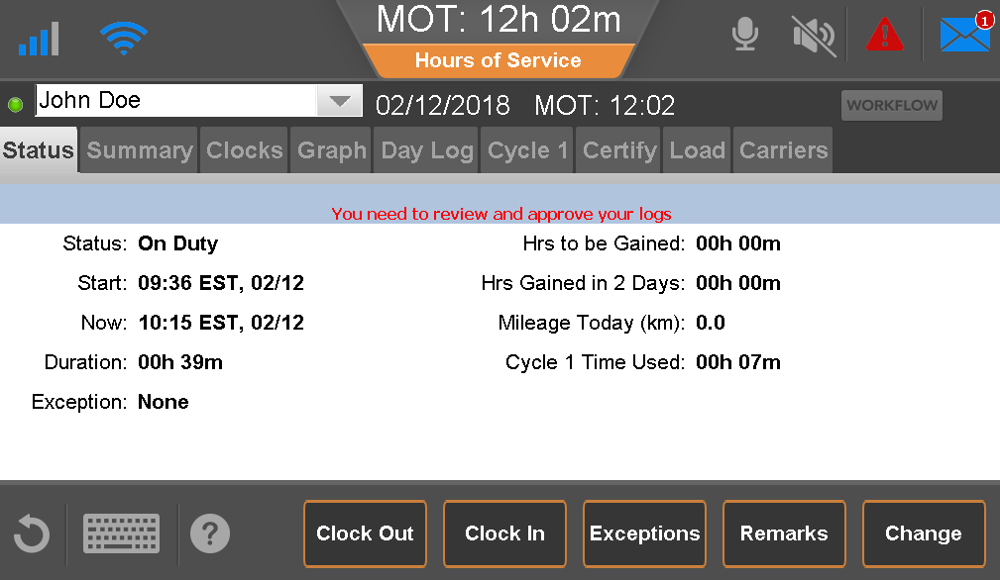 MOT: 12h 02m
1
Hours of Service
John Doe 02/12/2018 MOT: 12:02 WORKFLOW
Status Summary Clocks Graph Day Log Cycle 1 Certify Load Carriers
You need to review and approve your logs
Status: On Duty Hrs to be Gained: 00h 00m
Start: 09:36 EST, 02/12 Hrs Gained in 2 Days: 00h 00m
Now: 10:15 EST, 02/12 Mileage Today (km): 0.0
Duration: 00h 39m Cycle 1 Time Used: 00h 07m
Exception: None
? Clock Out Clock In Exceptions Remarks Change